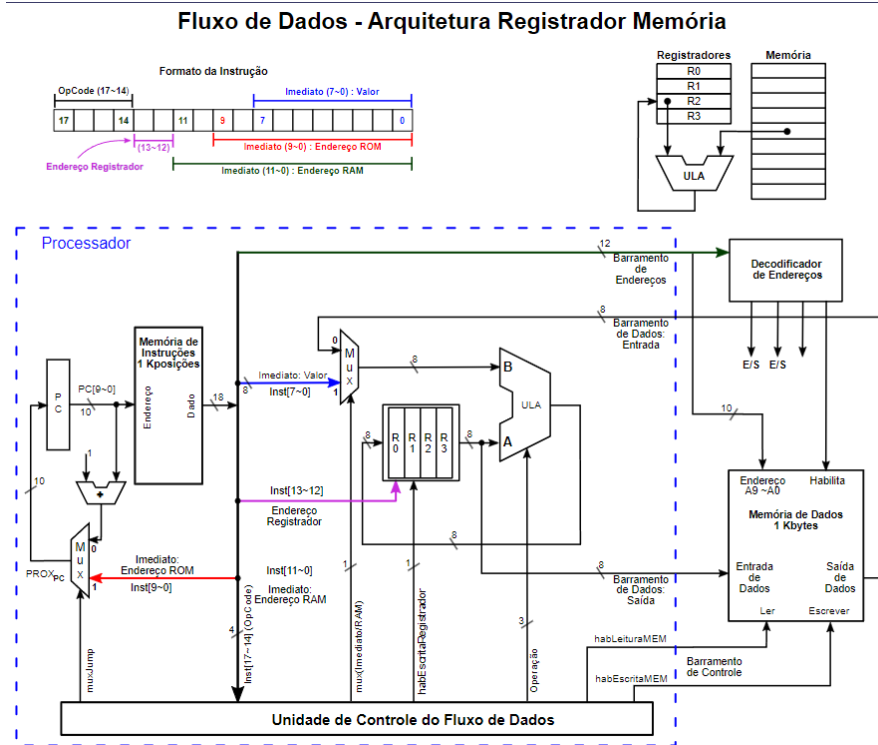 Fluxo de Dados - Arquitetura Registrador Memória
Formato da Instrução
OpCode (17~14)
Imediato (7~0) : Valor
17
14
11
9
7
0
(13~12)
Endereço Registrador
Imediato (9~0) : Endereço ROM
Imediato (11~0) : Endereço RAM
Registradores
Memória
R0
R1
R2
R3
ULA
Processador
12
Barramento
de
Endereços
Decodificador
de Endereços
E/S
E/S
8
Barramento
de Dados:
Entrada
P
C
PC[9~0]
10
Memória de
Instruções
1 Kposições
Endereço
Dado
18
8
Imediato: Valor
Inst[7~0]
0
M
u
x
1
8
B
ULA
A
8
R
0
R
1
R
2
R
3
8
8
10
1
+
Inst[13~12]
Endereço
Registrador
M
u
x
0
1
PROX PC
Imediato:
Endereço ROM
Inst[9~0]
Inst[11~0]
Imediato:
Endereço RAM
10
Endereço
A9 ~A0
Habilita
Memória de Dados
1 Kbytes
Entrada
de
Dados
Saída
de
Dados
Ler
Escrever
8
Barramento
de Dados:
Saída
muxJump
4
Inst[17~14] (OpCode)
1
mux(Imediato/RAM)
1
habEscritaRegistrador
3
Operação
habLeituraMEM
habEscritaMEM
Barramento
de Controle
Unidade de Controle do Fluxo de Dados